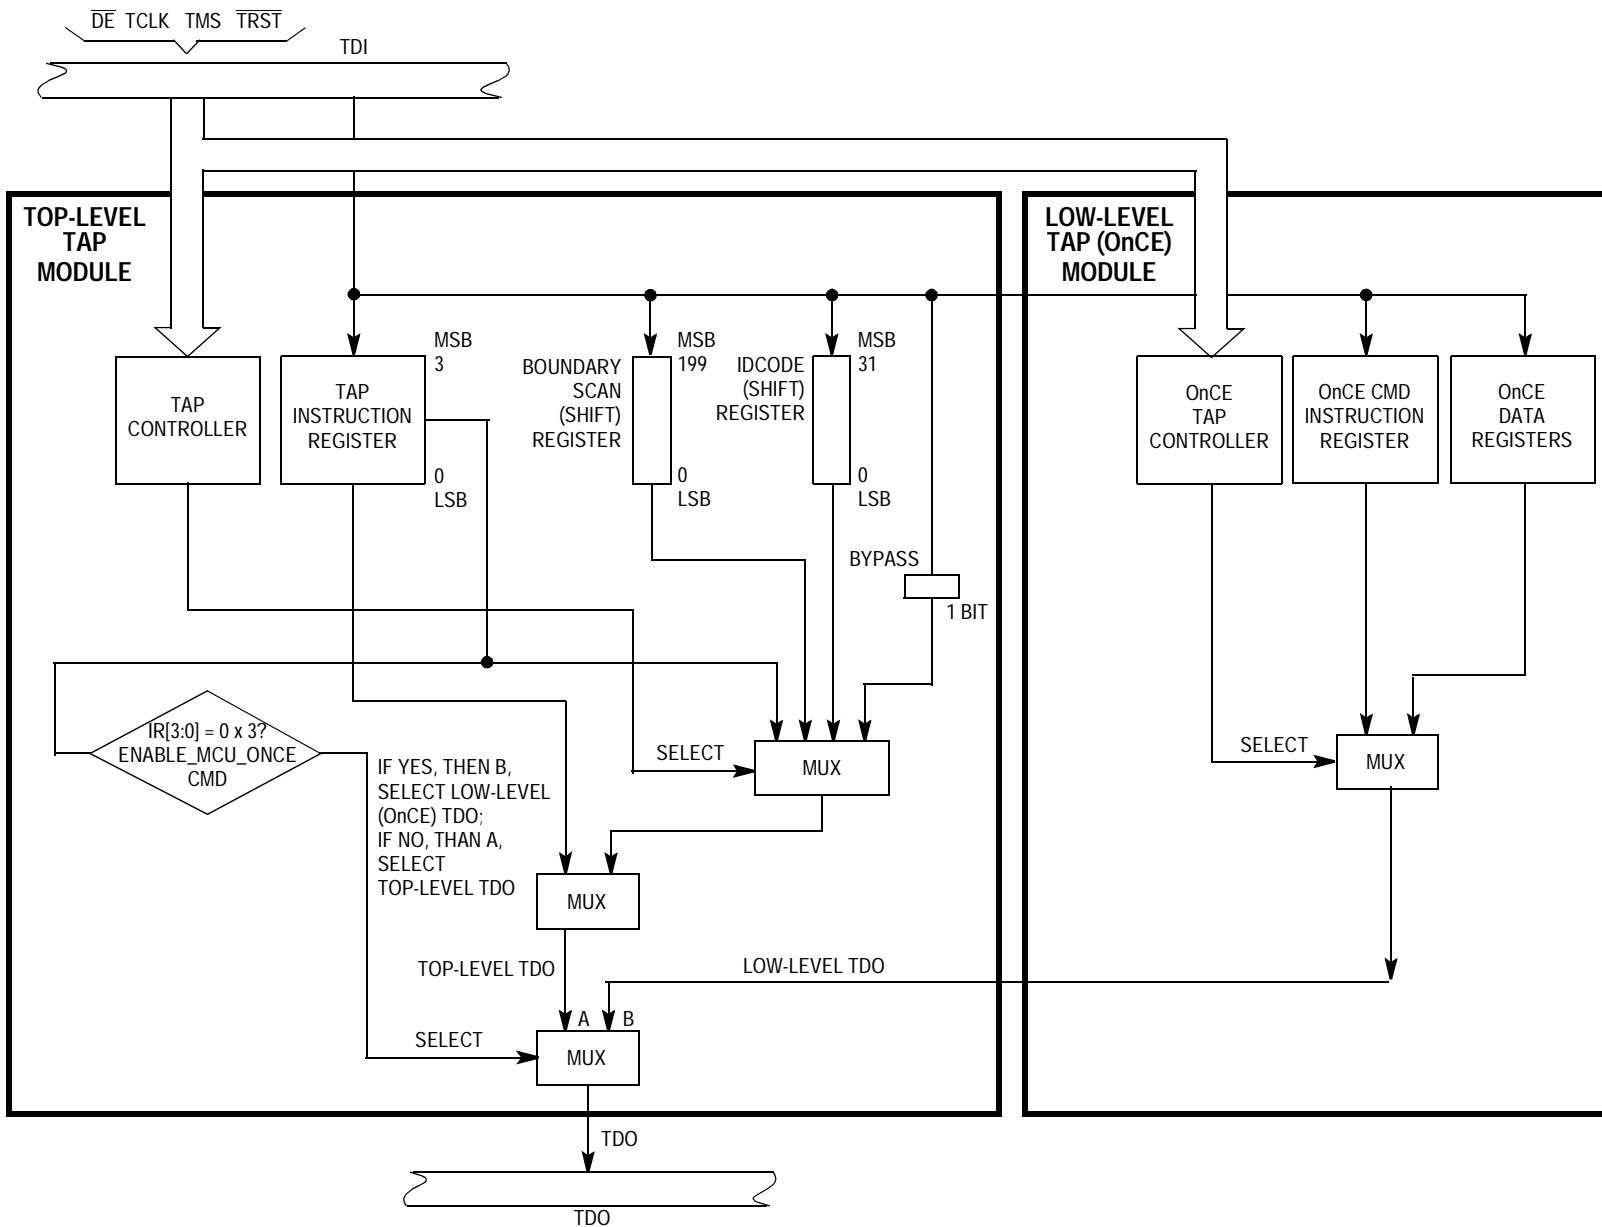 DE TCLK TMS TRST
TDI
TOP-LEVEL
TAP
MODULE
LOW-LEVEL
TAP (OnCE)
MODULE
TAP
CONTROLLER
TAP
INSTRUCTION
REGISTER
MSB
3
0
LSB
BOUNDARY
SCAN
(SHIFT)
REGISTER
MSB
199
0
LSB
IDCODE
(SHIFT)
REGISTER
MSB
31
0
LSB
BYPASS
1 BIT
OnCE
TAP
CONTROLLER
OnCE CMD
INSTRUCTION
REGISTER
OnCE
DATA
REGISTERS
IR[3:0] = 0 x 3?
ENABLE_MCU_ONCE
CMD
IF YES, THEN B,
SELECT LOW-LEVEL
(OnCE) TDO;
IF NO, THAN A,
SELECT
TOP-LEVEL TDO
SELECT
MUX
SELECT
MUX
MUX
TOP-LEVEL TDO
LOW-LEVEL TDO
A
B
SELECT
MUX
TDO
TDO